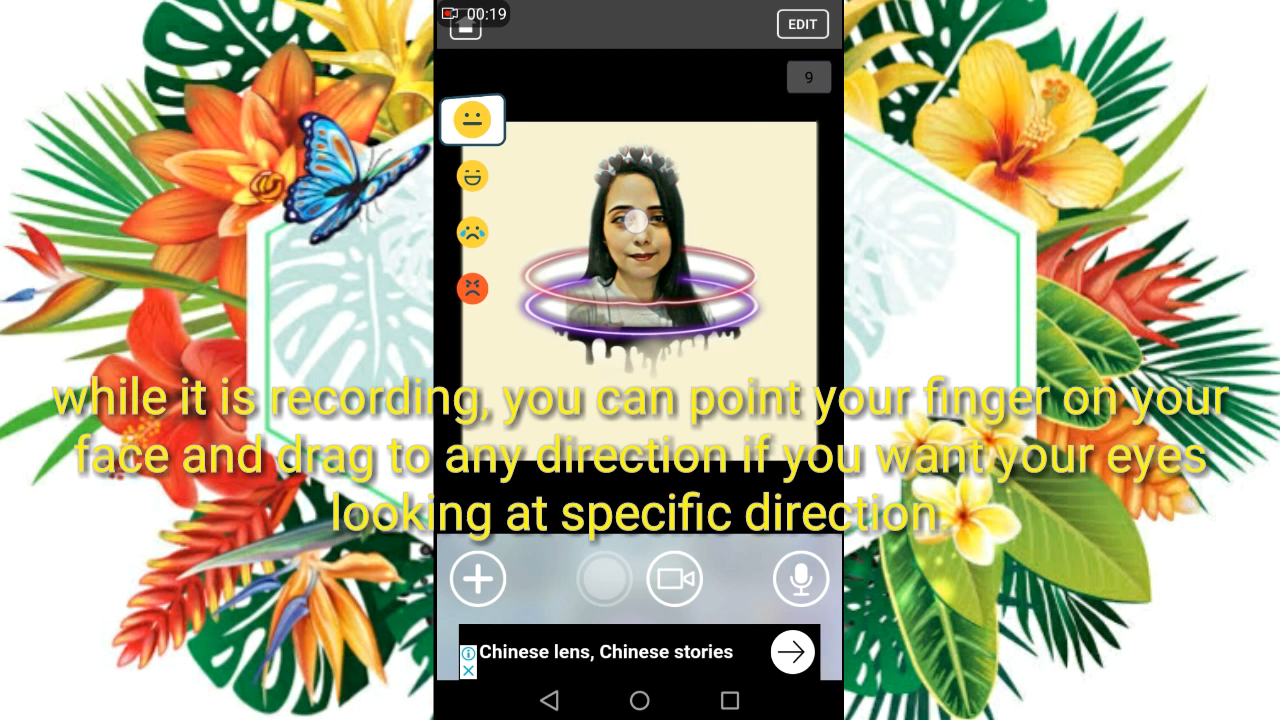 00:19
EDIT
9
while it is recording, you can point your finger on your
face and drag to any direction if you want your eyes
looking at specific direction.
Chinese lens, Chinese stories